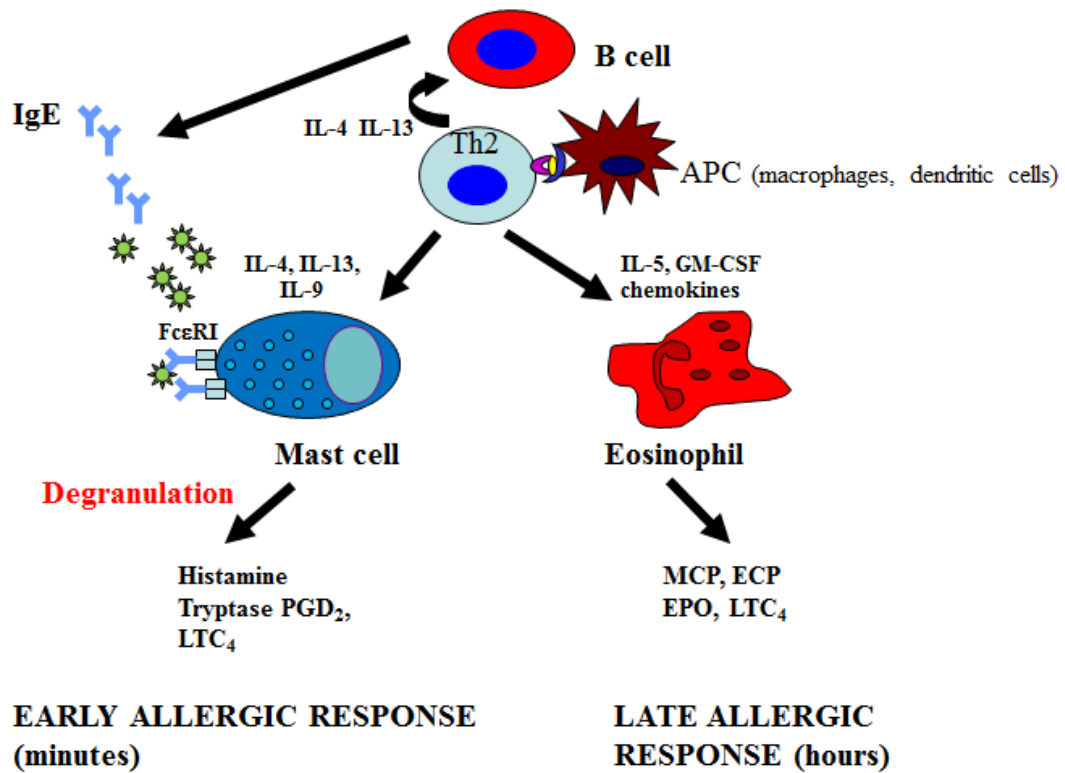 B cell
IgE
IL-4 IL-13
Th2
APC (macrophages, dendritic cells)
IL-4, IL-13,
IL-9
IL-5, GM-CSF
chemokines
FcεRI
Mast cell
Eosinophil
Degranulation
Histamine
Tryptase PGD₂,
LTC₄
MCP, ECP
EPO, LTC₄
EARLY ALLERGIC RESPONSE
(minutes)
LATE ALLERGIC
RESPONSE (hours)